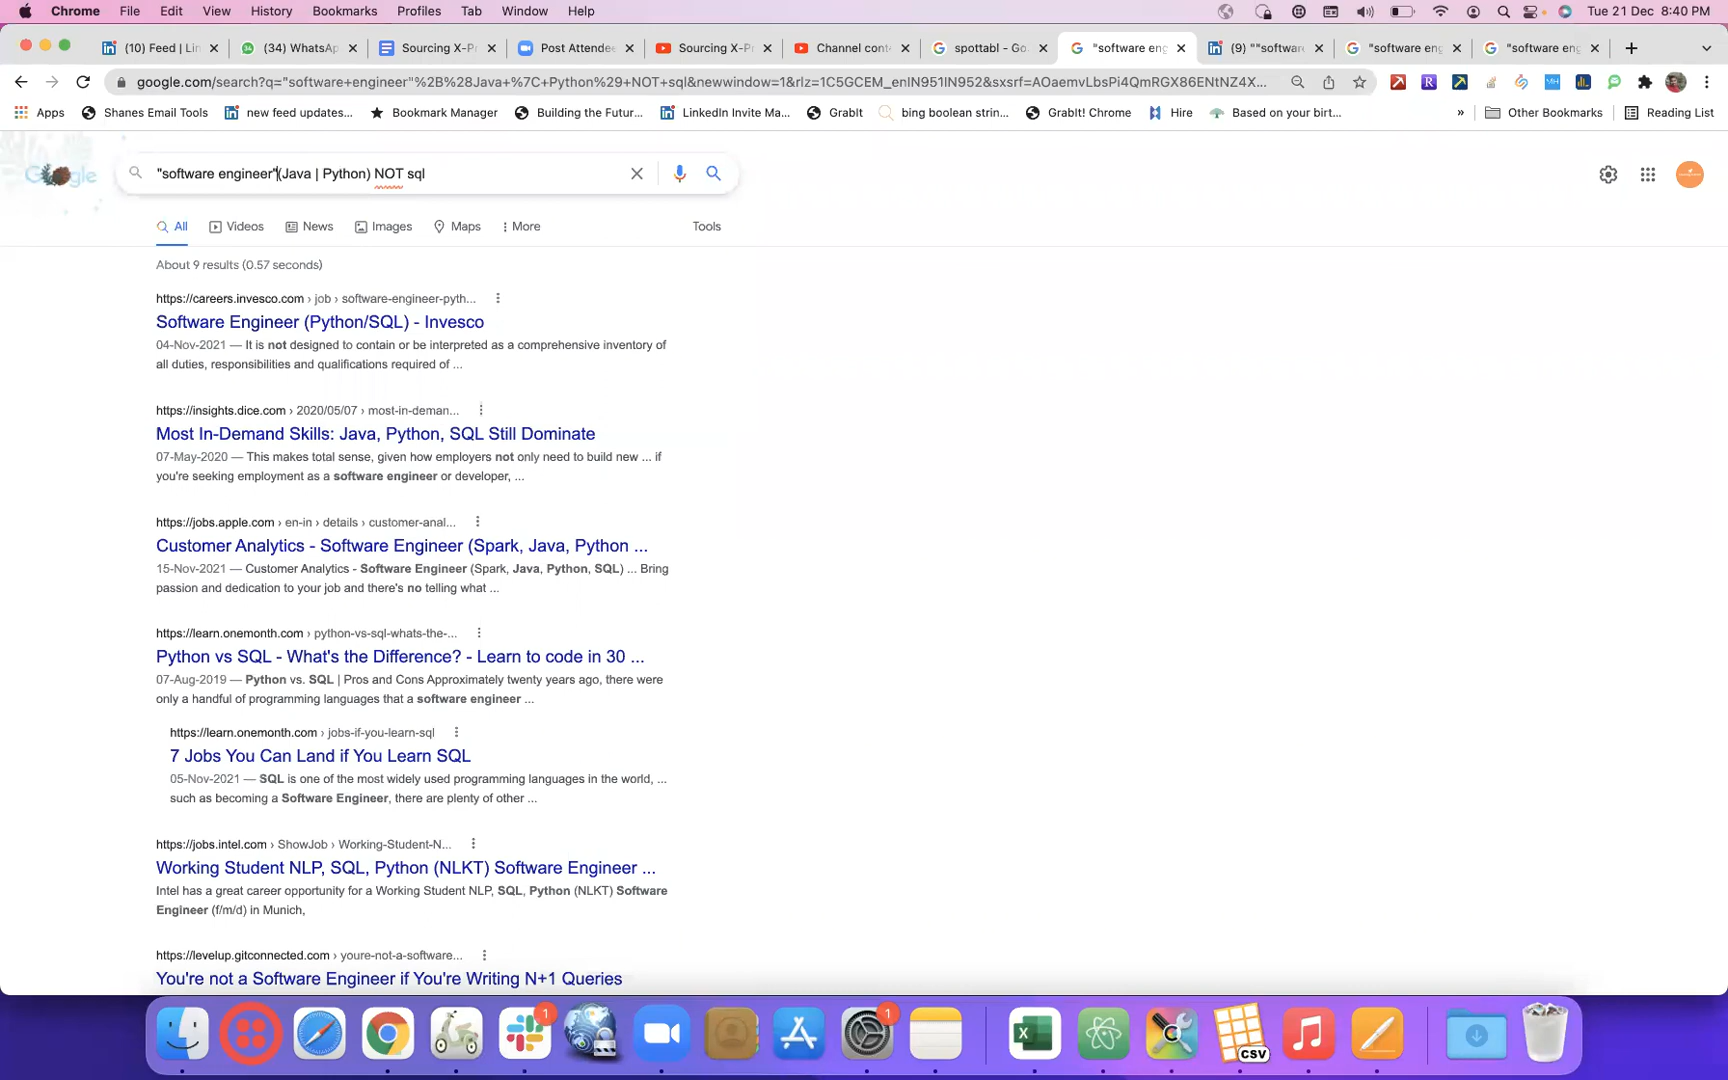 Chrome File Edit View History Bookmarks Profiles Tab Window Help Tue 21 Dec 8:40 PM
(10) Feed | Lin (34) WhatsA Sourcing X-Pr Post Attende Sourcing X-Pr Channel cont spottabl - Go "software eng (9) ""softwar "software eng "software eng
google.com/search?q="software+engineer"%2B%28Java+%7C+Python%29+NOT+sql&newwindow=1&rlz=1C5GCEM_enIN951IN952&sxsrf=AOaemvLbsPi4QmRGX86ENtNZ4X...
Apps Shanes Email Tools new feed updates... Bookmark Manager Building the Futur... LinkedIn Invite Ma... GrabIt bing boolean strin... GrabIt! Chrome Hire Based on your birt... » Other Bookmarks Reading List
Google "software engineer"(Java | Python) NOT sql
All Videos News Images Maps More Tools
About 9 results (0.57 seconds)
https://careers.invesco.com › job › software-engineer-pyth...
Software Engineer (Python/SQL) - Invesco
04-Nov-2021 — It is not designed to contain or be interpreted as a comprehensive inventory of
all duties, responsibilities and qualifications required of ...
https://insights.dice.com › 2020/05/07 › most-in-deman...
Most In-Demand Skills: Java, Python, SQL Still Dominate
07-May-2020 — This makes total sense, given how employers not only need to build new ... if
you're seeking employment as a software engineer or developer, ...
https://jobs.apple.com › en-in › details › customer-anal...
Customer Analytics - Software Engineer (Spark, Java, Python ...
15-Nov-2021 — Customer Analytics - Software Engineer (Spark, Java, Python, SQL) ... Bring
passion and dedication to your job and there's no telling what ...
https://learn.onemonth.com › python-vs-sql-whats-the-...
Python vs SQL - What's the Difference? - Learn to code in 30 ...
07-Aug-2019 — Python vs. SQL | Pros and Cons Approximately twenty years ago, there were
only a handful of programming languages that a software engineer ...
https://learn.onemonth.com › jobs-if-you-learn-sql
7 Jobs You Can Land if You Learn SQL
05-Nov-2021 — SQL is one of the most widely used programming languages in the world, ...
such as becoming a Software Engineer, there are plenty of other ...
https://jobs.intel.com › ShowJob › Working-Student-N...
Working Student NLP, SQL, Python (NLKT) Software Engineer ...
Intel has a great career opportunity for a Working Student NLP, SQL, Python (NLKT) Software
Engineer (f/m/d) in Munich,
https://levelup.gitconnected.com › youre-not-a-software...
You're not a Software Engineer if You're Writing N+1 Queries
1 1
CSV